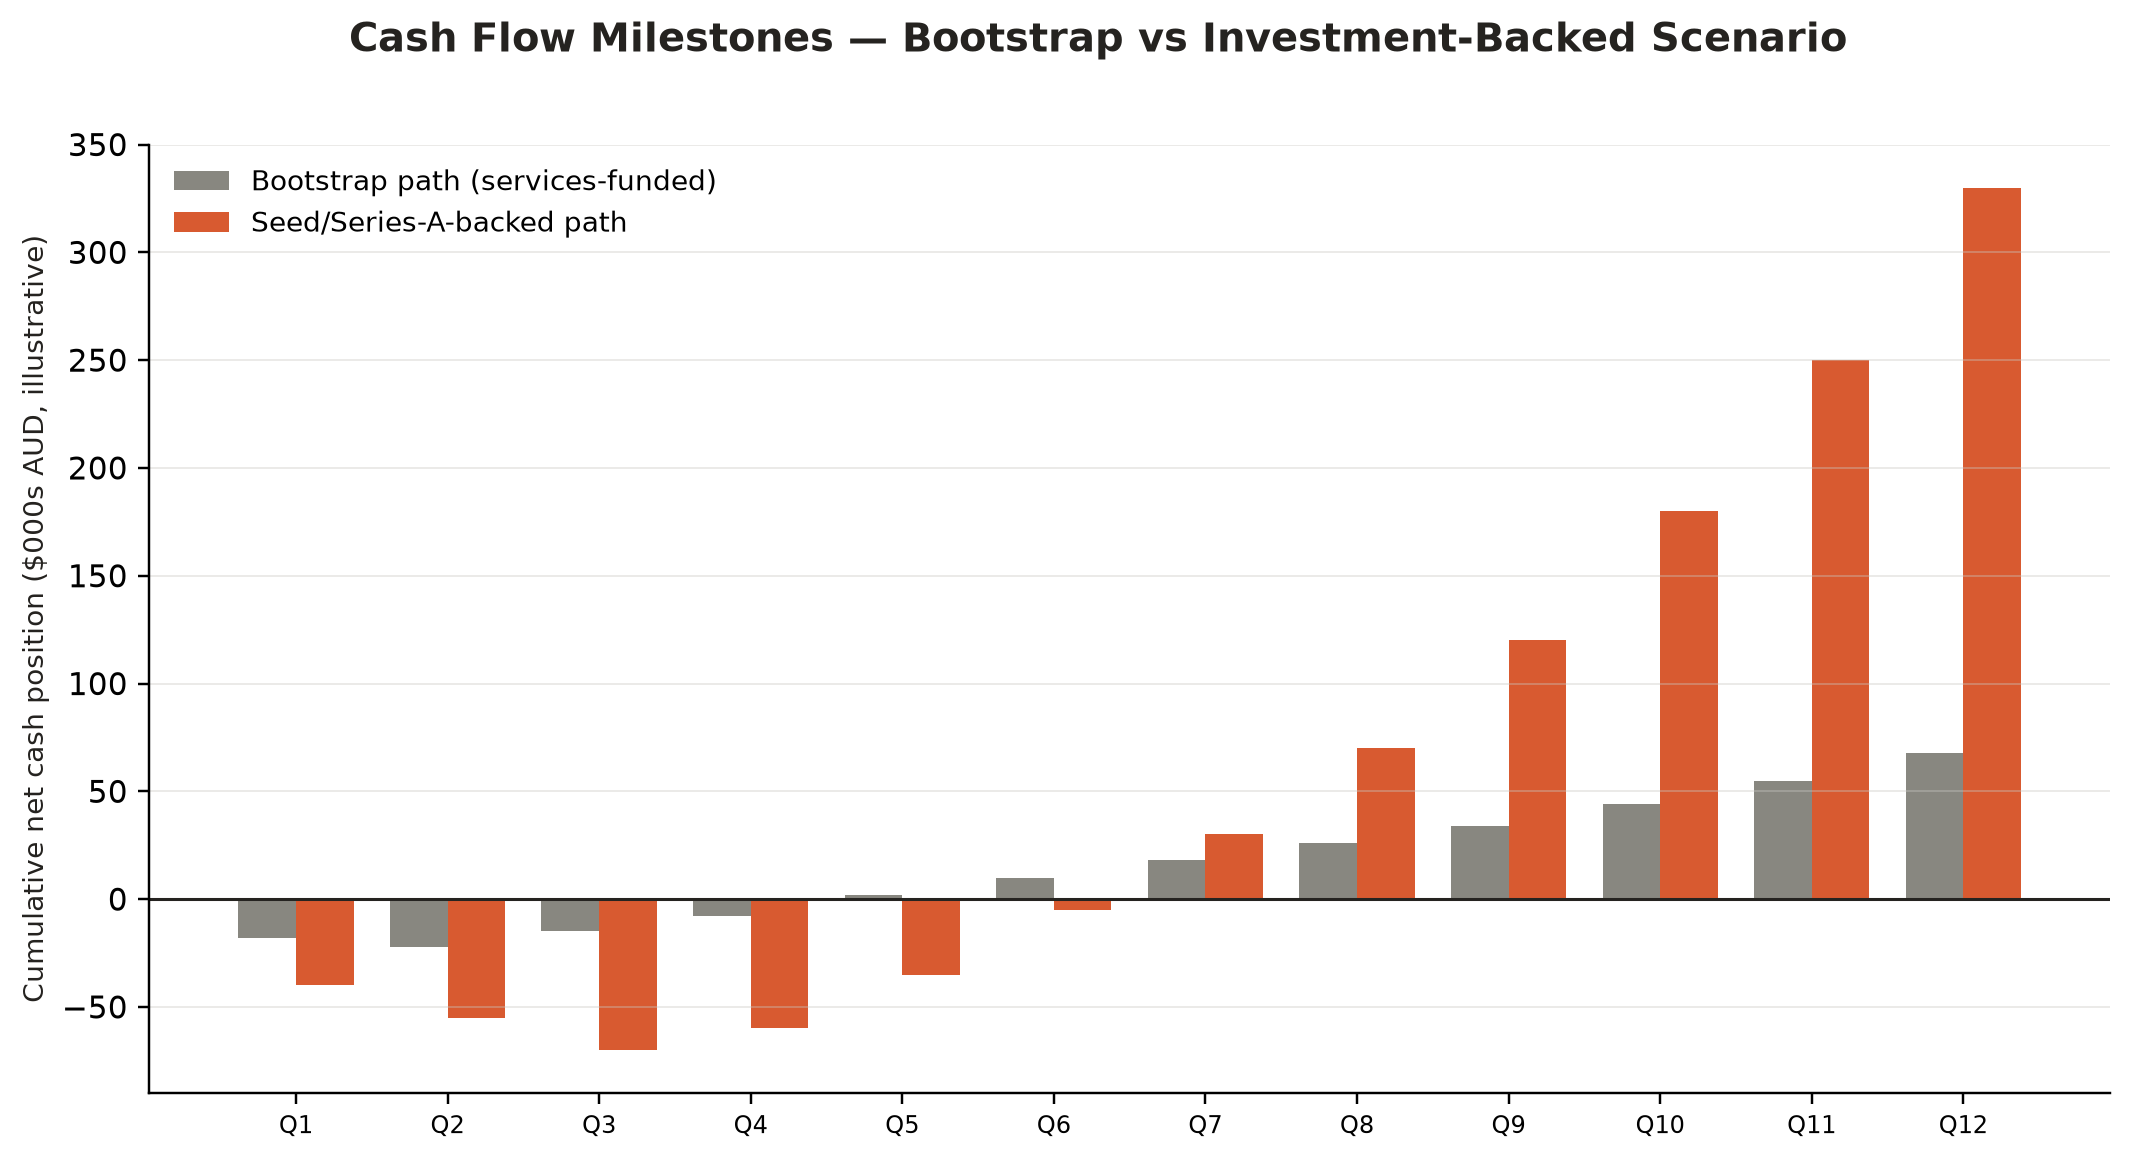 Cash Flow Milestones — Bootstrap vs Investment-Backed Scenario
Bootstrap path (services-funded)
Seed/Series-A-backed path
Cumulative net cash position ($000s AUD, illustrative)
350
300
250
200
150
100
50
0
−50
Q1 Q2 Q3 Q4 Q5 Q6 Q7 Q8 Q9 Q10 Q11 Q12